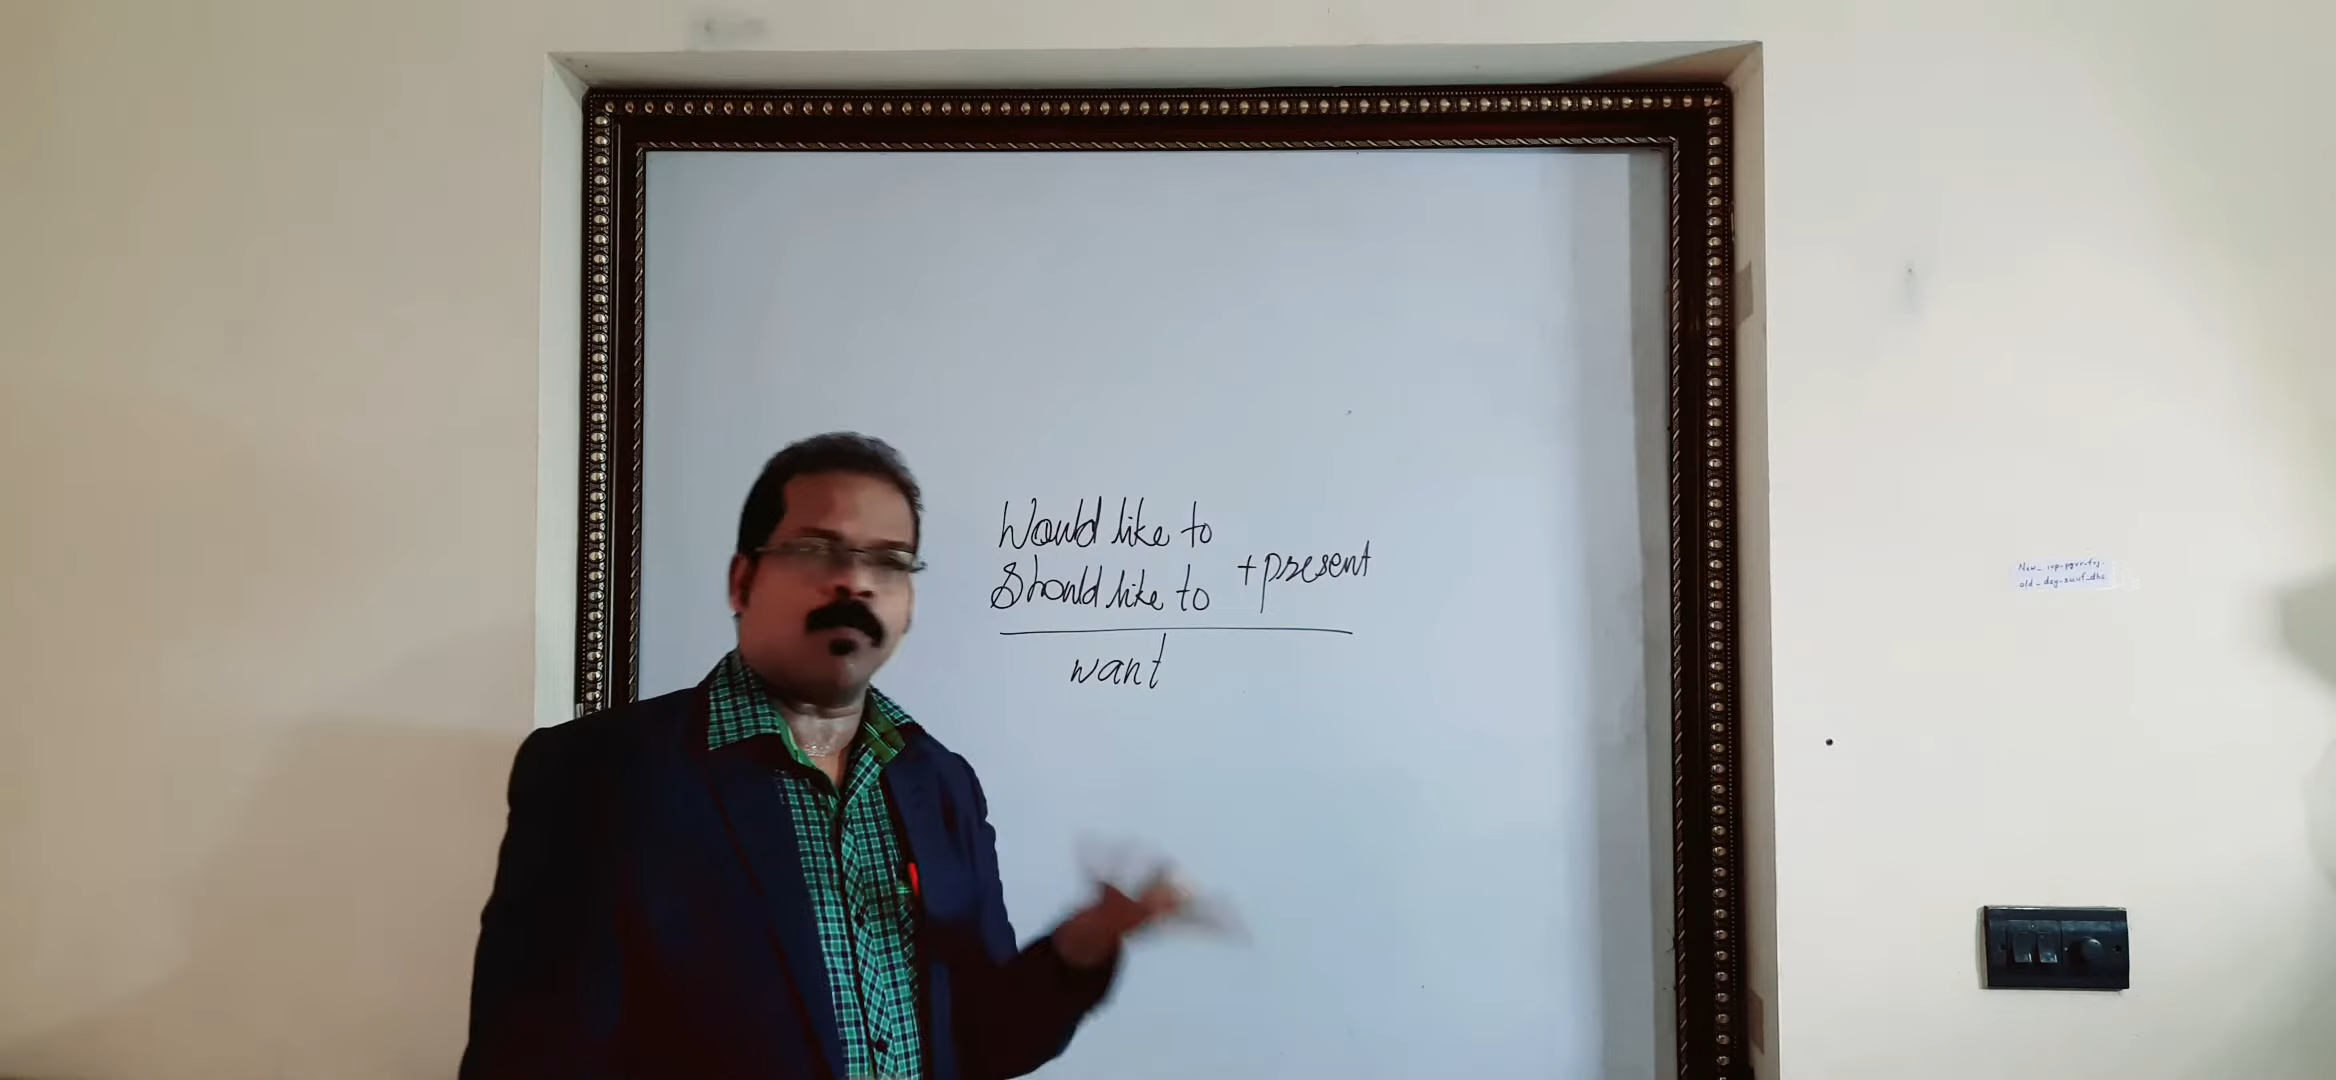 Would like to
Should like to
+present
want